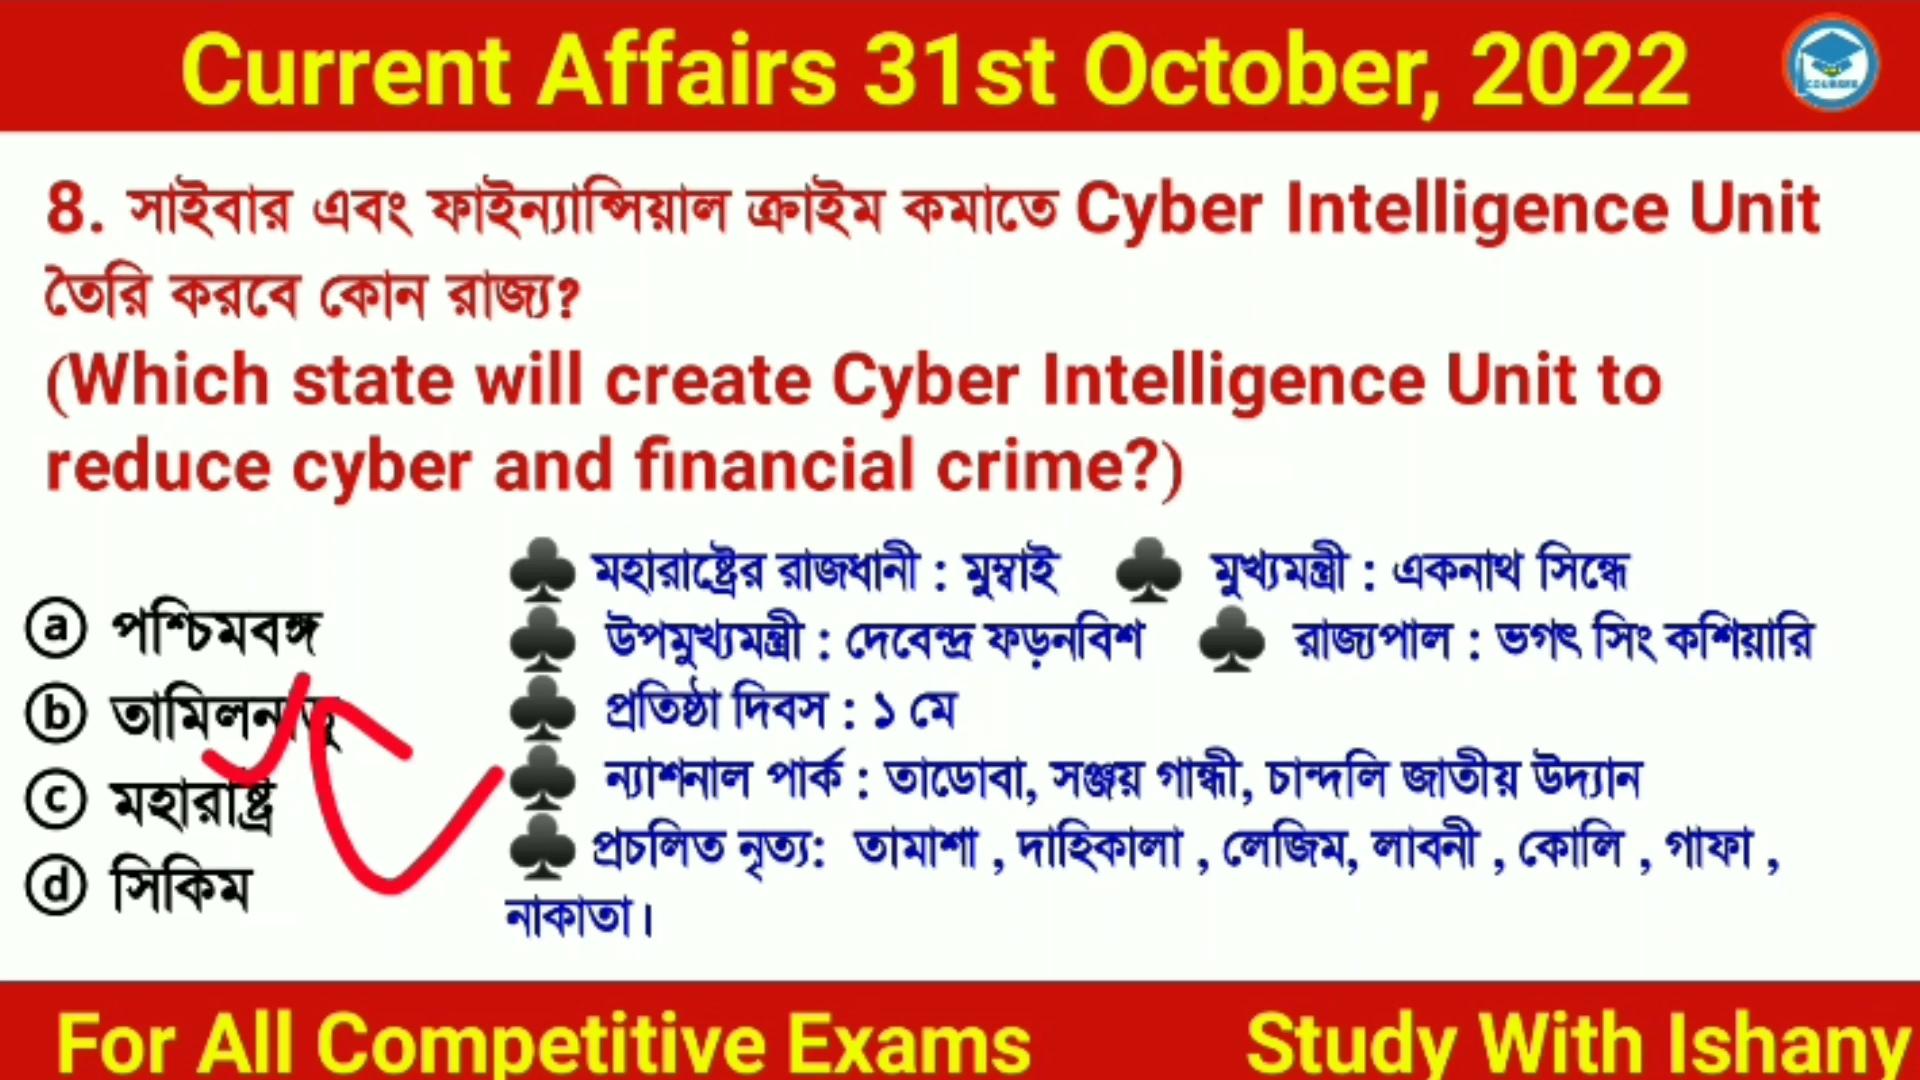 Current Affairs 31st October, 2022
COURSES
8. সাইবার এবং ফাইন্যান্সিয়াল ক্রাইম কমাতে Cyber Intelligence Unit
তৈরি করবে কোন রাজ্য?
(Which state will create Cyber Intelligence Unit to
reduce cyber and financial crime?)
ⓐ পশ্চিমবঙ্গ
ⓑ তামিলনাড়ু
ⓒ মহারাষ্ট্র
ⓓ সিকিম
♣ মহারাষ্ট্রের রাজধানী : মুম্বাই ♣ মুখ্যমন্ত্রী : একনাথ সিন্ধে
♣ উপমুখ্যমন্ত্রী : দেবেন্দ্র ফড়নবিশ ♣ রাজ্যপাল : ভগৎ সিং কশিয়ারি
♣ প্রতিষ্ঠা দিবস : ১ মে
♣ ন্যাশনাল পার্ক : তাডোবা, সঞ্জয় গান্ধী, চান্দলি জাতীয় উদ্যান
♣ প্রচলিত নৃত্য: তামাশা , দাহিকালা , লেজিম, লাবনী , কোলি , গাফা ,
নাকাতা।
For All Competitive Exams Study With Ishany